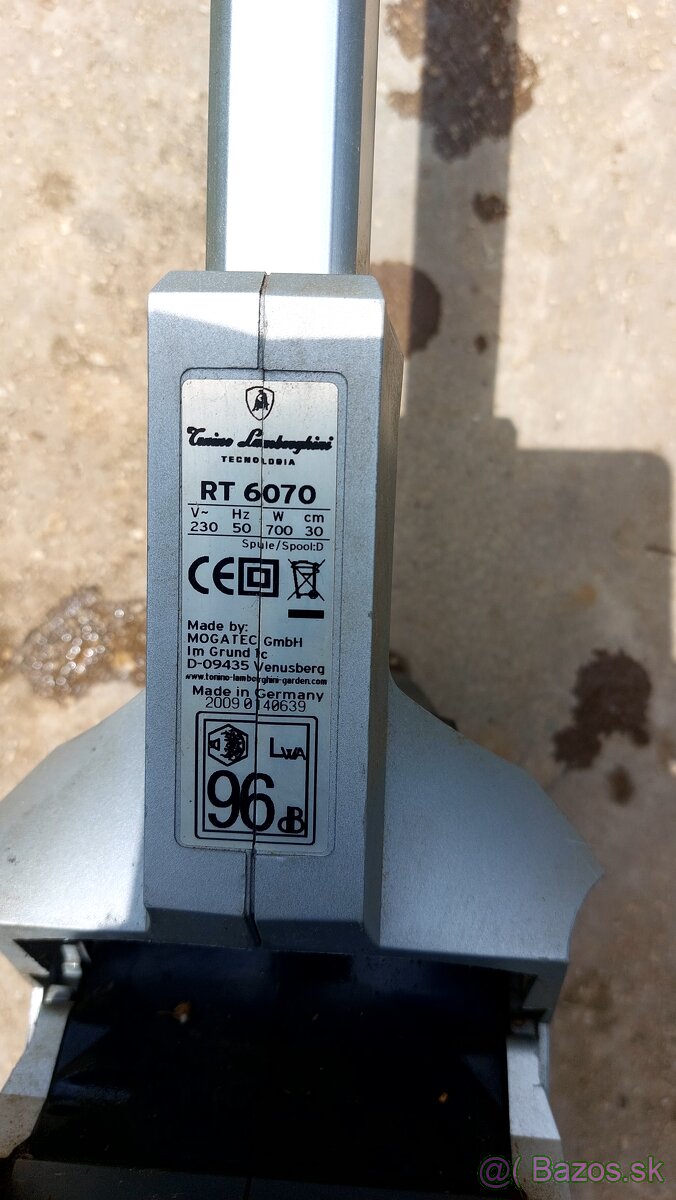 Tonino Lamborghini
TECNOLOGIA
RT 6070
V~ Hz W cm
230 50 700 30
Spule/Spool:D
CE
Made by:
MOGATEC GmbH
Im Grund 1c
D-09435 Venusberg
www.tonino-lamborghini-garden.com
Made in Germany
2009 0140639
LWA
96 dB
@( Bazos.sk